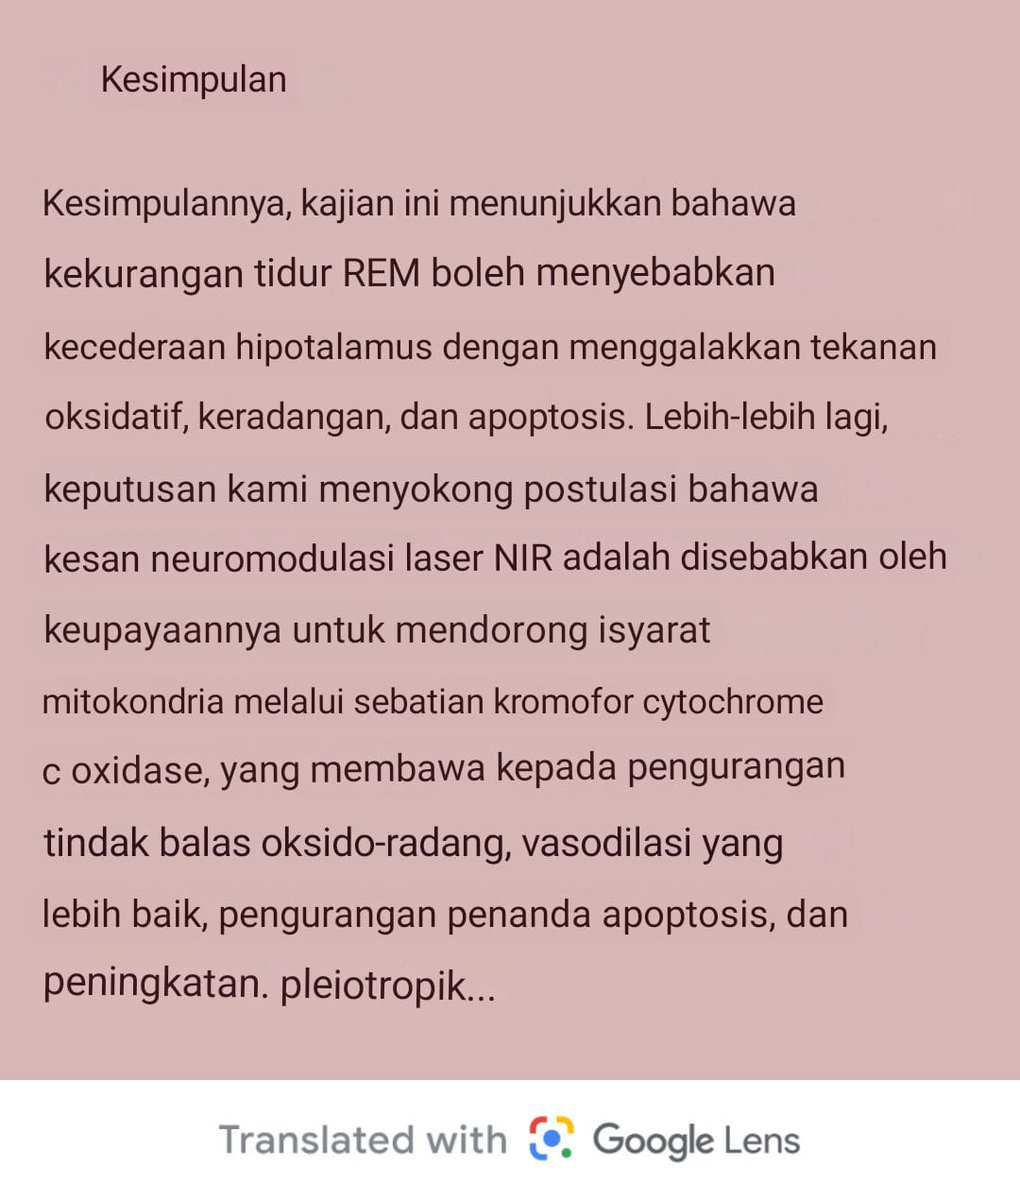 Kesimpulan
Kesimpulannya, kajian ini menunjukkan bahawa
kekurangan tidur REM boleh menyebabkan
kecederaan hipotalamus dengan menggalakkan tekanan
oksidatif, keradangan, dan apoptosis. Lebih-lebih lagi,
keputusan kami menyokong postulasi bahawa
kesan neuromodulasi laser NIR adalah disebabkan oleh
keupayaannya untuk mendorong isyarat
mitokondria melalui sebatian kromofor cytochrome
c oxidase, yang membawa kepada pengurangan
tindak balas oksido-radang, vasodilasi yang
lebih baik, pengurangan penanda apoptosis, dan
peningkatan. pleiotropik...
Translated with Google Lens